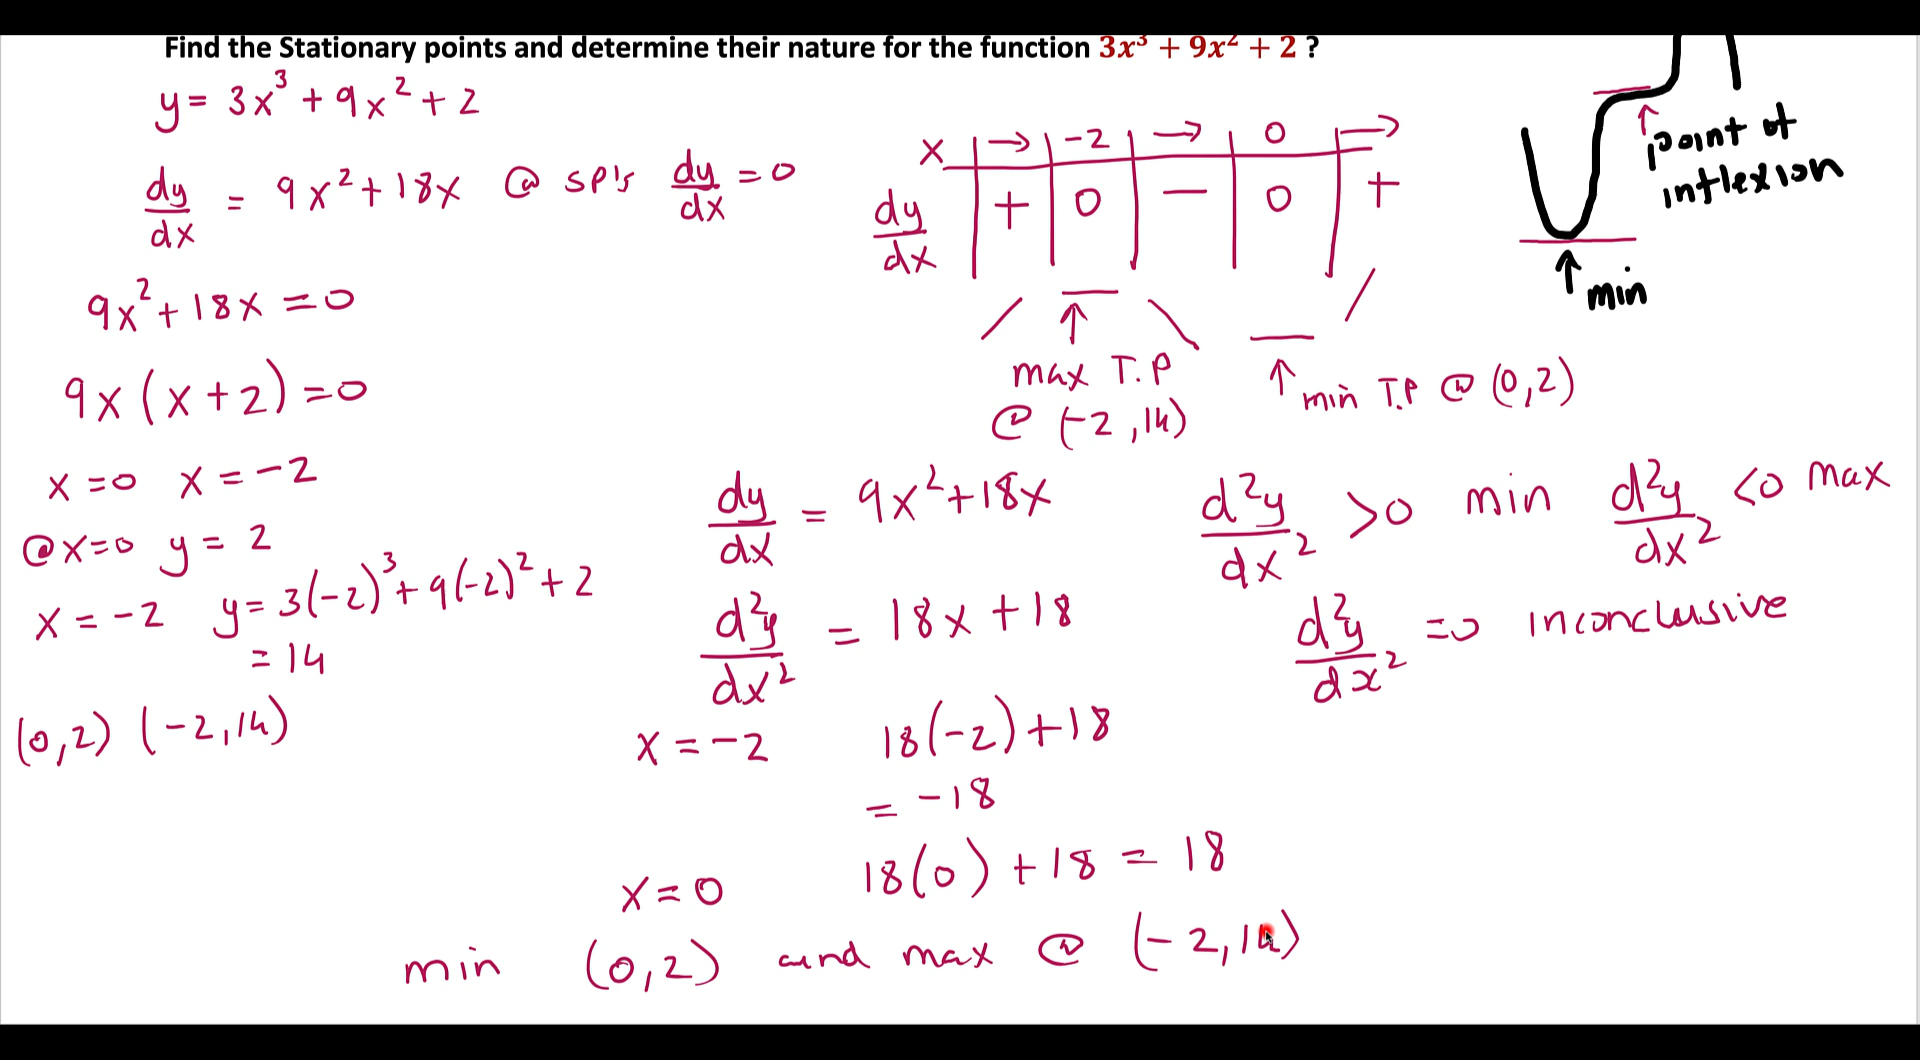 Find the Stationary points and determine their nature for the function 3x³ + 9x² + 2 ?
y = 3x³ + 9x² + 2
dy/dx = 9x² + 18x @ SP's dy/dx = 0
9x² + 18x = 0
9x (x + 2) = 0
x = 0 x = -2
@ x = 0 y = 2
x = -2 y = 3(-2)³ + 9(-2)² + 2
= 14
(0,2) (-2,14)
x → -2 → 0 →
dy/dx + 0 - 0 +
max T.P
@ (-2,14)
min T.P @ (0,2)
point of
inflexion
min
dy/dx = 9x² + 18x
d²y/dx² > 0 min d²y/dx² < 0 max
d²y/dx² = 18x + 18
d²y/dx² = 0 inconclusive
x = -2 18(-2) + 18
= -18
x = 0 18(0) + 18 = 18
min (0,2) and max @ (-2,14)